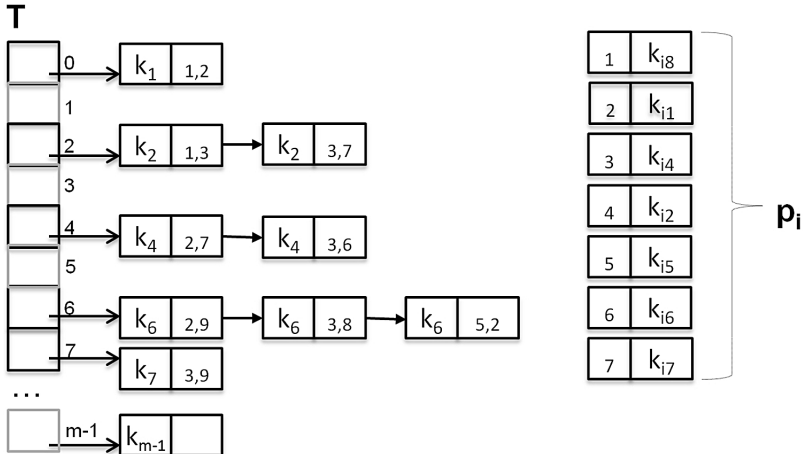 T
0 k1 1,2
1
2 k2 1,3 k2 3,7
3
4 k4 2,7 k4 3,6
5
6 k6 2,9 k6 3,8 k6 5,2
7 k7 3,9
...
m-1 km-1
1 ki8
2 ki1
3 ki4
4 ki2
5 ki5
6 ki6
7 ki7
pi